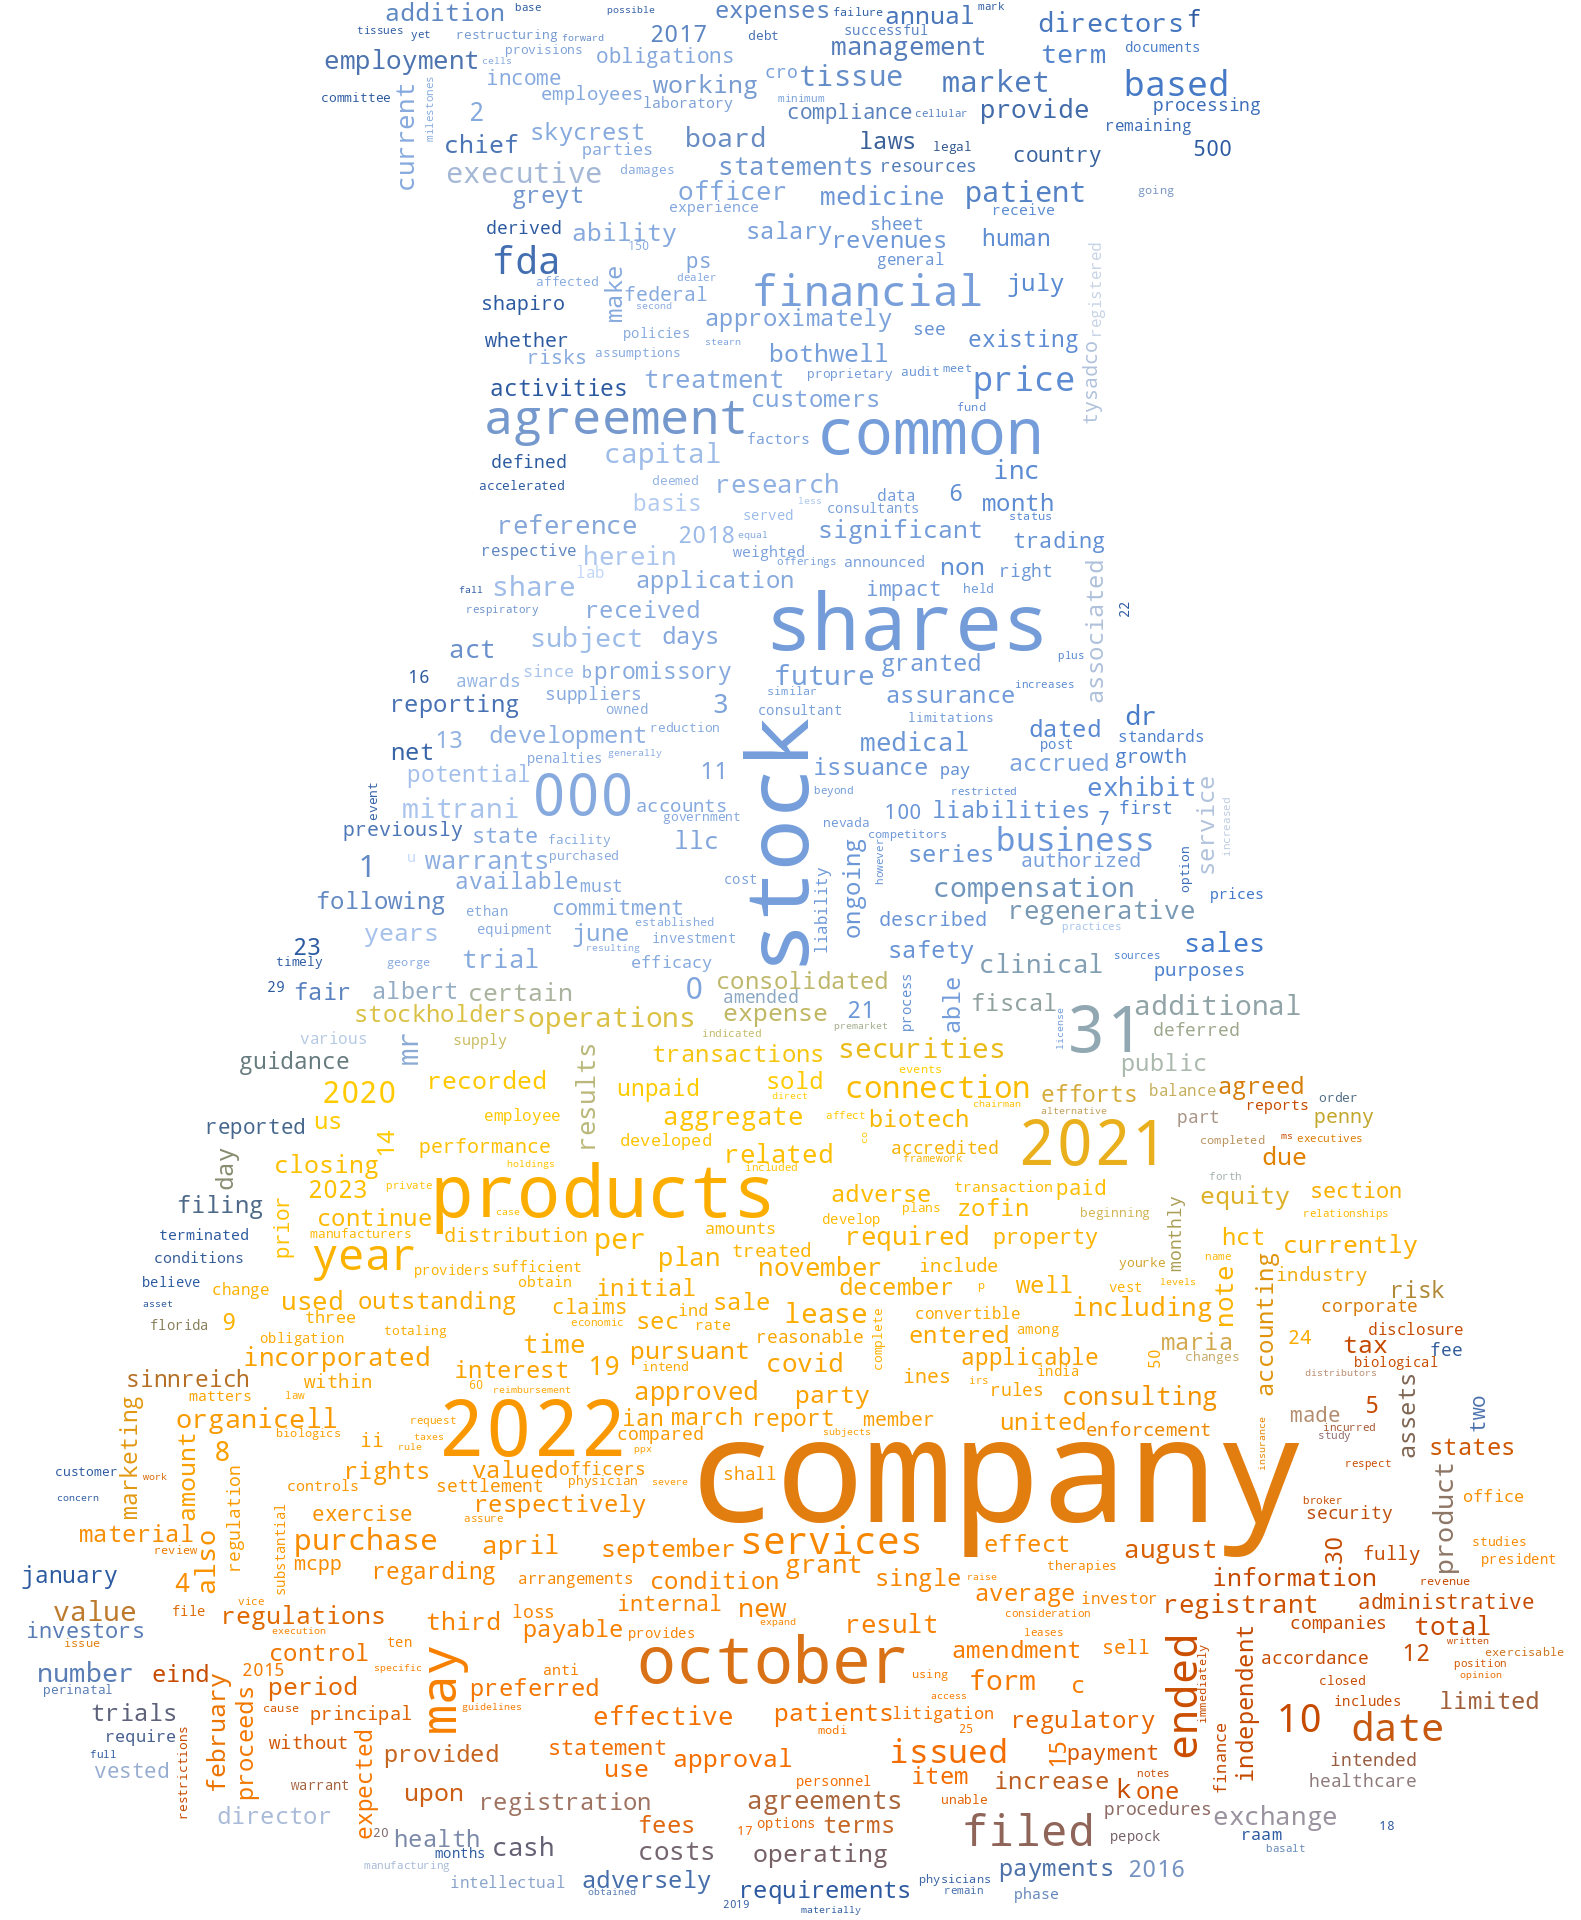 addition base possible expenses failure annual mark directors f
tissues yet restructuring forward 2017 debt successful management term documents
employment cells provisions obligations
income working cro tissue market based
committee milestones employees laboratory minimum compliance cellular provide processing
current 2 skycrest board laws legal remaining 500
chief parties statements resources country
executive damages officer medicine patient going
greyt experience receive
derived ability salary sheet revenues human
fda 150 ps general registered
affected make dealer financial july
shapiro federal second approximately see existing
whether policies stearn bothwell
risks assumptions proprietary audit meet price tysadco
activities treatment customers fund
agreement factors common
defined capital inc
accelerated deemed research data 6 month
basis less consultants status
reference 2018 served equal significant trading
respective herein weighted offerings announced non right
fall share lab application impact held associated 22
respiratory received shares
act subject days plus
16 awards since b promissory future granted increases
reporting suppliers owned 3 similar assurance
consultant limitations dr
net 13 development reduction stock medical dated post standards
penalties generally growth
potential 000 11 issuance pay accrued exhibit
event mitrani accounts beyond restricted service
previously state facility government nevada 100 liabilities 7 first increased
1 u warrants purchased llc competitors series business
available must cost liability ongoing however authorized option
following ethan commitment compensation prices
years equipment june established described regenerative practices
23 resulting investment safety sales
timely george trial efficacy clinical sources purposes
29 fair albert certain 0 consolidated process able fiscal additional
stockholders operations expense amended 21 31 license deferred
various mr supply indicated premarket
guidance results transactions securities public
2020 recorded unpaid sold events connection efforts balance agreed
us employee aggregate direct affect biotech chairman alternative part order reports penny
reported 14 performance developed related co accredited 2021 completed ms executives
day closing holdings included framework due
filing 2023 private products adverse transaction paid forth equity section
prior continue case amounts develop plans zofin beginning monthly relationships
terminated manufacturers distribution per required property hct currently
conditions year providers sufficient plan treated november include yourke name
believe change obtain initial december p well vest levels note industry risk
asset used outstanding claims sale lease convertible including accounting corporate
florida 9 three totaling economic sec ind rate reasonable complete entered among maria 24 disclosure
obligation time pursuant tax fee
incorporated interest 19 intend covid applicable 50 changes biological
sinnreich within 60 reimbursement ines irs india distributors
matters law approved party rules consulting assets 5 two
marketing organicell request 2022 ian march report member united enforcement made
biologics taxes compared subjects incurred
amount 8 ii rule ppx company insurance study states
customer work rights valued officers shall respect
concern controls settlement physician severe product office
regulation exercise respectively broker security
material substantial assure
review purchase april september services effect august 30 fully studies
also mcpp grant therapies president
january 4 regarding arrangements condition single raise information revenue
value vice third loss internal new average investor registrant administrative
file regulations payable expand consideration companies total
investors execution provides result leases
issue control ten amendment sell ended written exercisable
number eind 2015 specific anti october using form independent accordance 12 position
perinatal february period may preferred access c immediately closed opinion
trials proceeds cause principal guidelines effective patients litigation regulatory 10 includes limited
require without modi 25 date
full restrictions expected provided statement approval issued 15 payment intended
vested warrant use personnel item increase notes finance healthcare
upon registration agreements unable k one
director fees 17 options terms filed procedures exchange
20 health cash costs operating pepock raam 18
months basalt
manufacturing adversely payments 2016
intellectual obtained requirements physicians remain phase
2019 materially